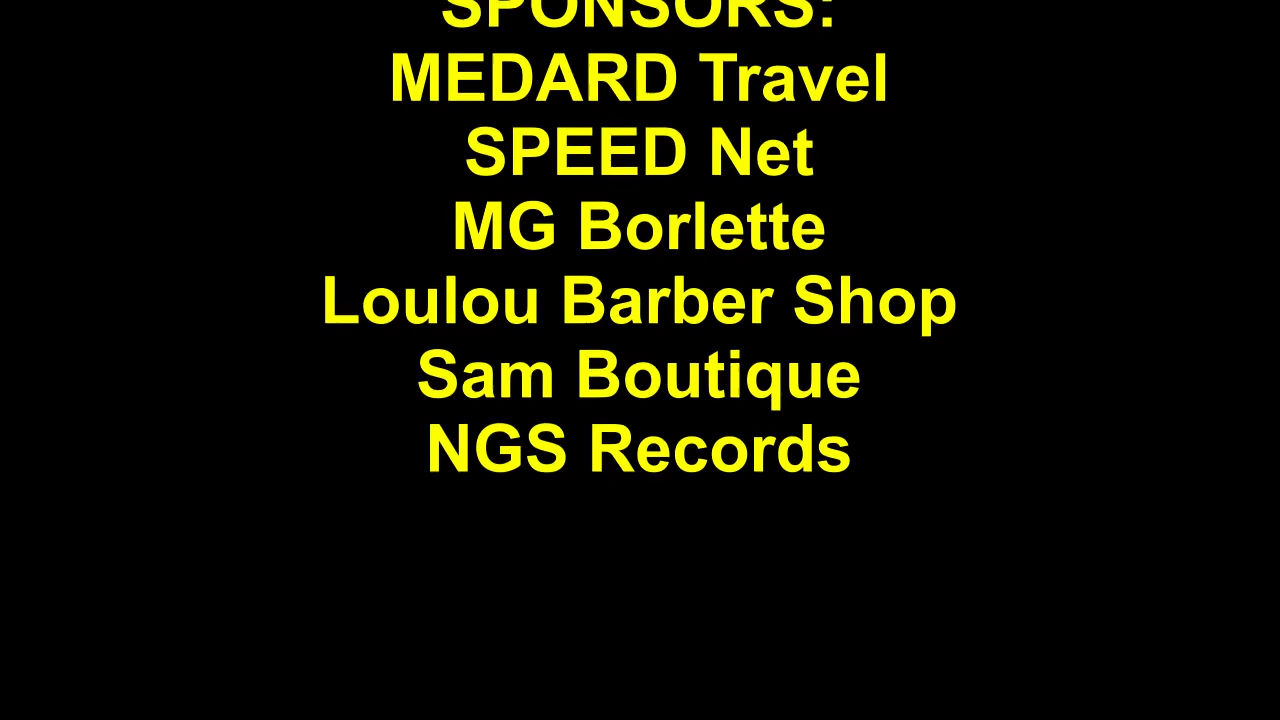 SPONSORS:
MEDARD Travel
SPEED Net
MG Borlette
Loulou Barber Shop
Sam Boutique
NGS Records